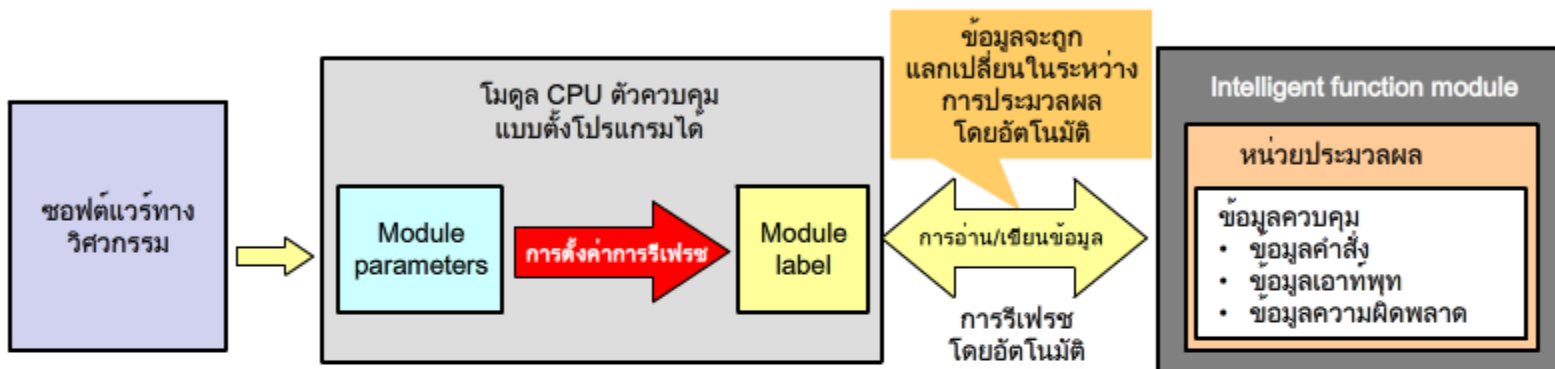 ซอฟต์แวร์ทาง
วิศวกรรม
โมดูล CPU ตัวควบคุม
แบบตั้งโปรแกรมได้
Module
parameters
การตั้งค่าการรีเฟรช
Module
label
ข้อมูลจะถูก
แลกเปลี่ยนในระหว่าง
การประมวลผล
โดยอัตโนมัติ
การอ่าน/เขียนข้อมูล
การรีเฟรช
โดยอัตโนมัติ
Intelligent function module
หน่วยประมวลผล
ข้อมูลควบคุม
• ข้อมูลคำสั่ง
• ข้อมูลเอาท์พุท
• ข้อมูลความผิดพลาด